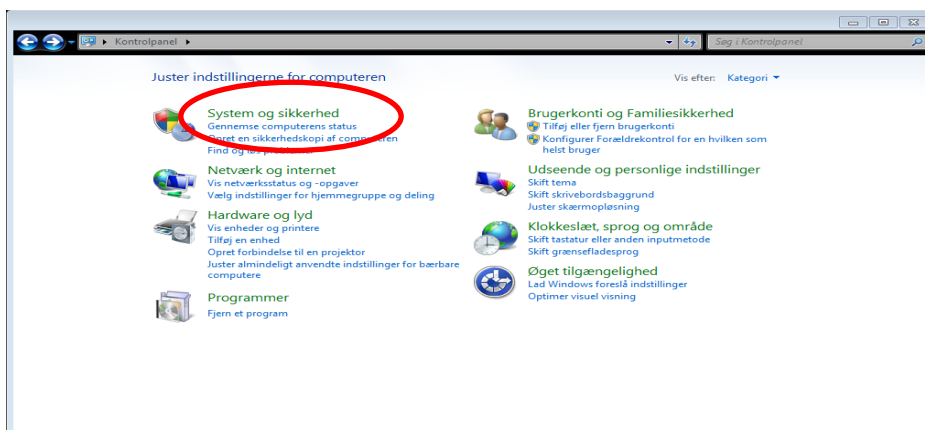 Kontrolpanel
Søg i Kontrolpanel
Juster indstillingerne for computeren
Vis efter: Kategori
System og sikkerhed
Gennemse computerens status
Opret en sikkerhedskopi af computeren
Find og løs problemer
Netværk og internet
Vis netværksstatus og -opgaver
Vælg indstillinger for hjemmegruppe og deling
Hardware og lyd
Vis enheder og printere
Tilføj en enhed
Opret forbindelse til en projektor
Juster almindeligt anvendte indstillinger for bærbare
computere
Programmer
Fjern et program
Brugerkonti og Familiesikkerhed
Tilføj eller fjern brugerkonti
Konfigurer Forældrekontrol for en hvilken som
helst bruger
Udseende og personlige indstillinger
Skift tema
Skift skrivebordsbaggrund
Juster skærmopløsning
Klokkeslæt, sprog og område
Skift tastatur eller anden inputmetode
Skift grænsefladesprog
Øget tilgængelighed
Lad Windows foreslå indstillinger
Optimer visuel visning